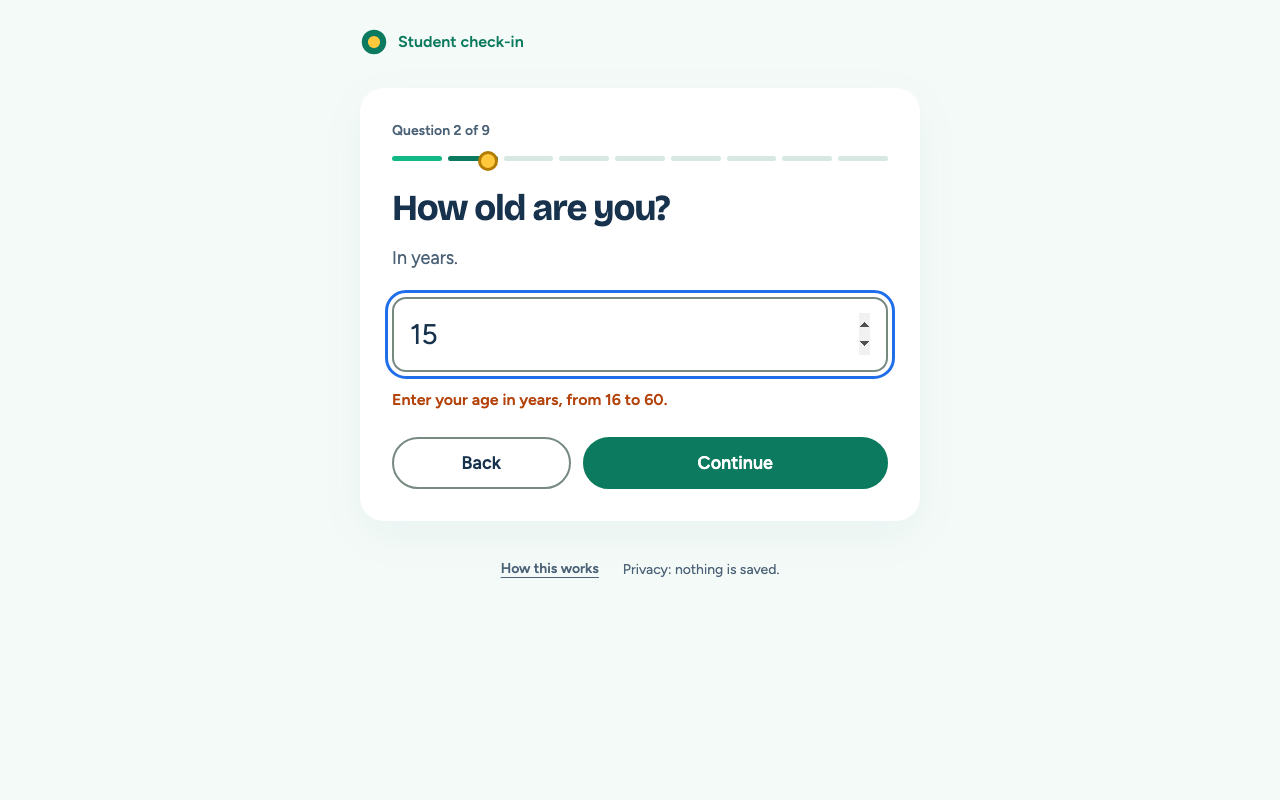 Student check-in
Question 2 of 9
How old are you?
In years.
15
Enter your age in years, from 16 to 60.
Back
Continue
How this works
Privacy: nothing is saved.